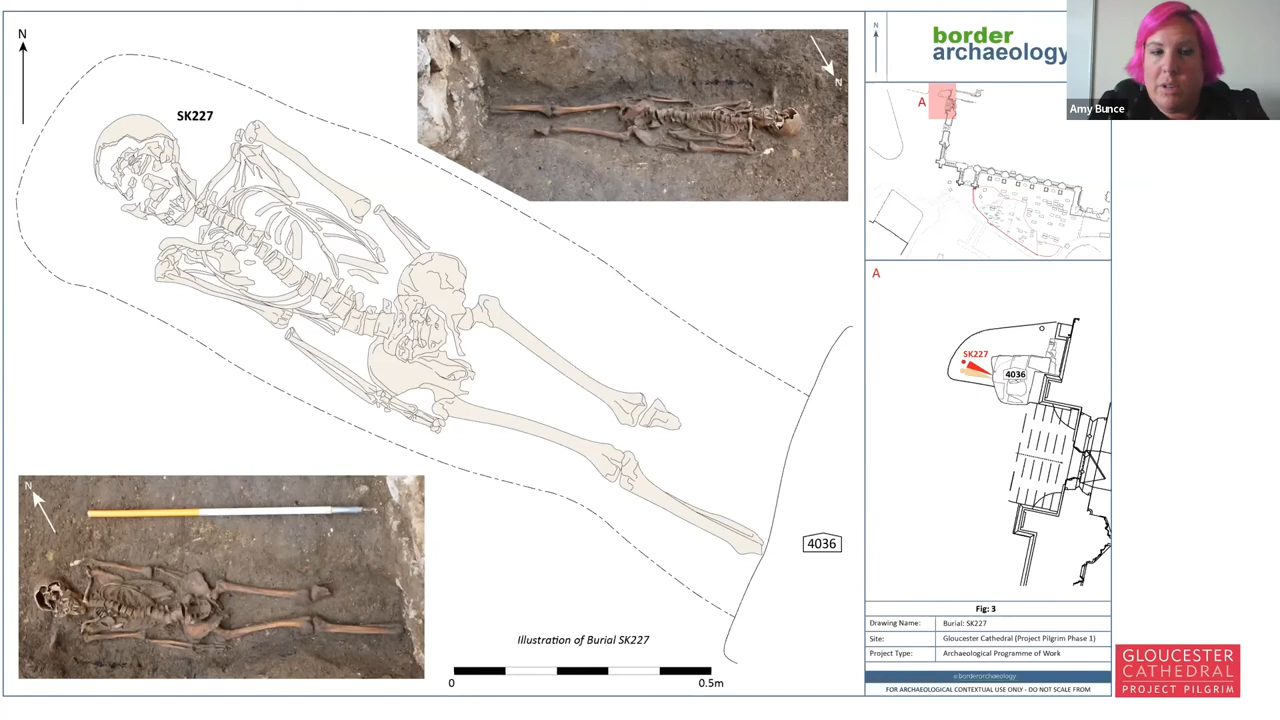 N
SK227
N
border
archaeology
Amy Bunce
A
A
SK227
4036
N
4036
Illustration of Burial SK227
0
0.5m
Fig: 3
Drawing Name: Burial: SK227
Site: Gloucester Cathedral (Project Pilgrim Phase 1)
Project Type: Archaeological Programme of Work
borderarchaeology
FOR ARCHAEOLOGICAL CONTEXTUAL USE ONLY - DO NOT SCALE FROM
GLOUCESTER
CATHEDRAL
PROJECT PILGRIM
N